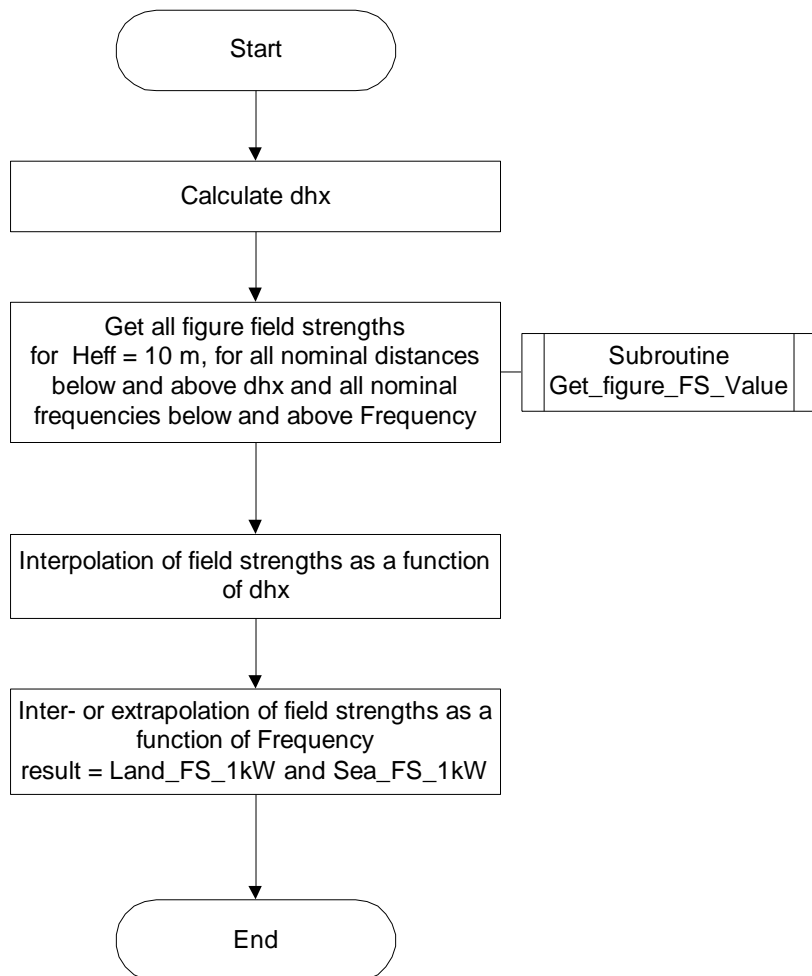 Start
Calculate dhx
Get all figure field strengths
for Heff = 10 m, for all nominal distances
below and above dhx and all nominal
frequencies below and above Frequency
Subroutine
Get_figure_FS_Value
Interpolation of field strengths as a function
of dhx
Inter- or extrapolation of field strengths as a
function of Frequency
result = Land_FS_1kW and Sea_FS_1kW
End